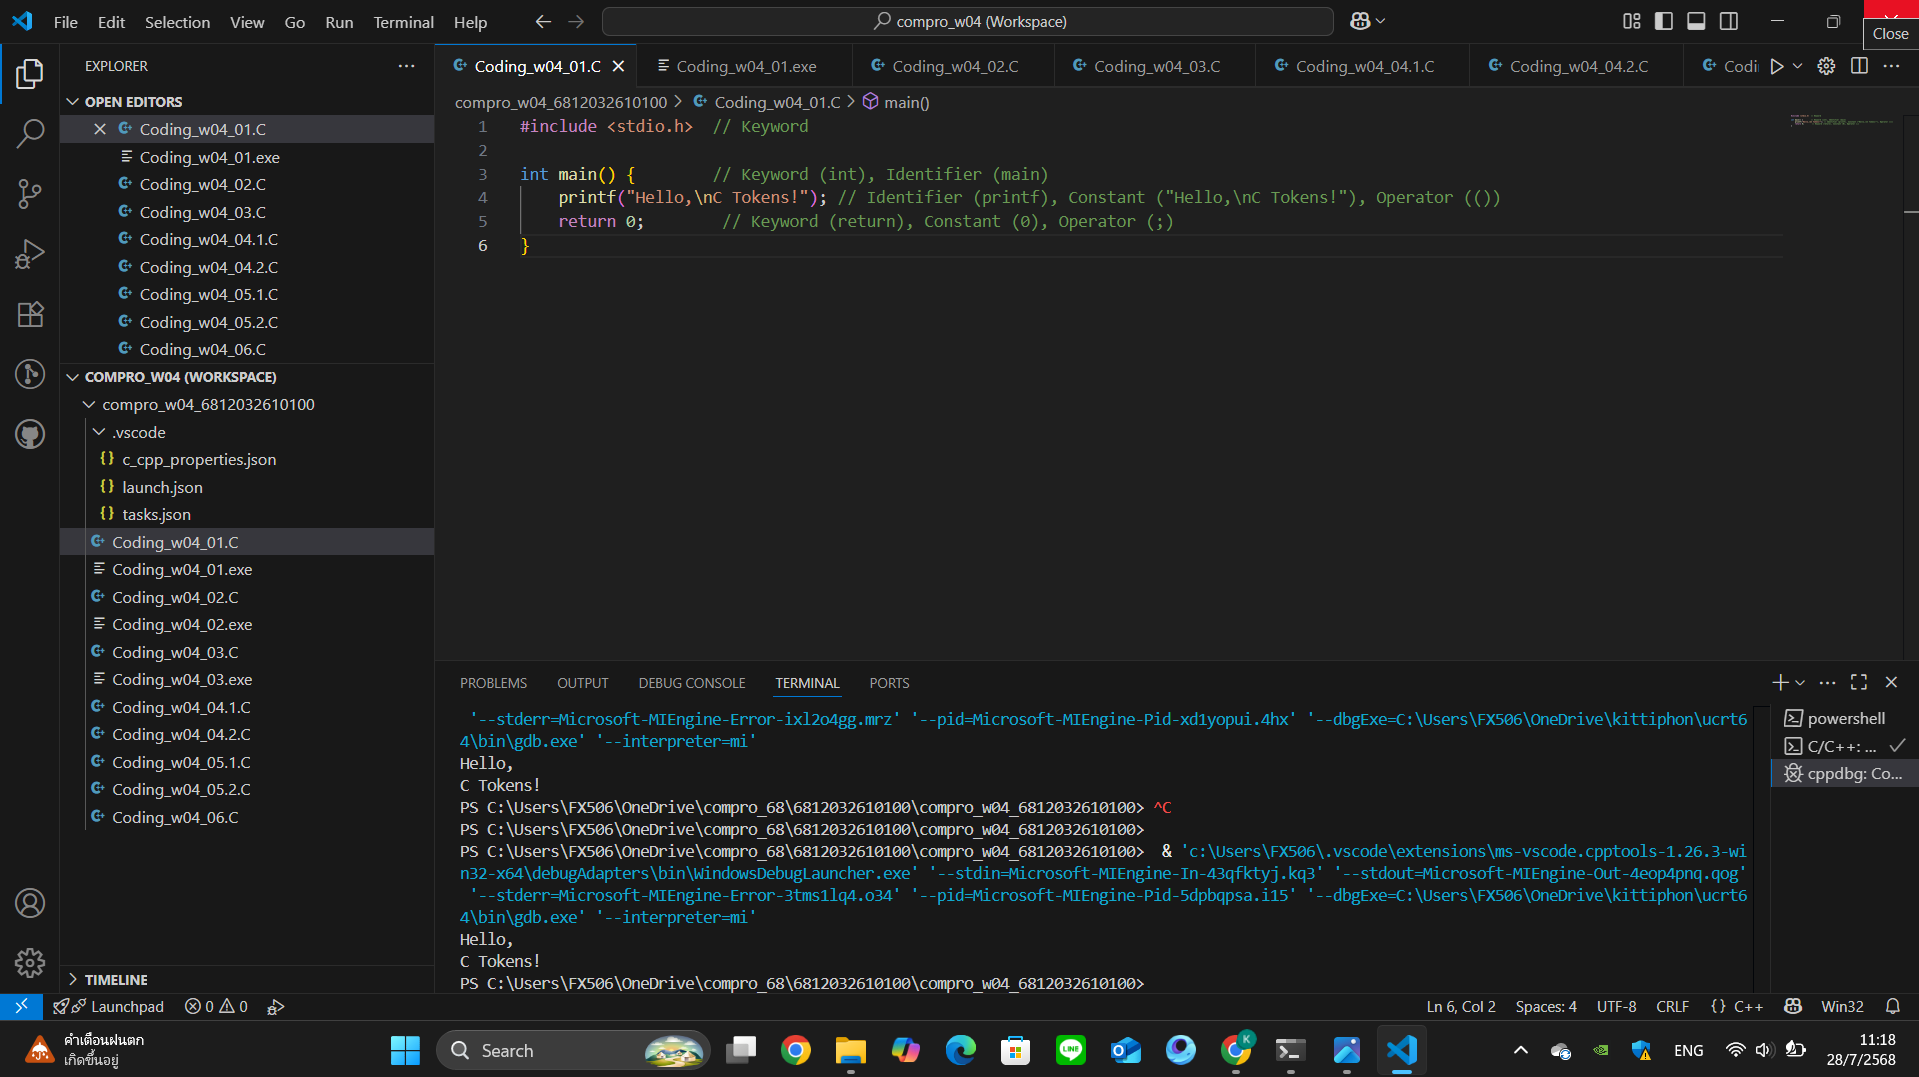 File Edit Selection View Go Run Terminal Help
compro_w04 (Workspace)
Close
EXPLORER
OPEN EDITORS
Coding_w04_01.C
Coding_w04_01.exe
Coding_w04_02.C
Coding_w04_03.C
Coding_w04_04.1.C
Coding_w04_04.2.C
Coding_w04_05.1.C
Coding_w04_05.2.C
Coding_w04_06.C
COMPRO_W04 (WORKSPACE)
compro_w04_6812032610100
.vscode
{} c_cpp_properties.json
{} launch.json
{} tasks.json
Coding_w04_01.C
Coding_w04_01.exe
Coding_w04_02.C
Coding_w04_02.exe
Coding_w04_03.C
Coding_w04_03.exe
Coding_w04_04.1.C
Coding_w04_04.2.C
Coding_w04_05.1.C
Coding_w04_05.2.C
Coding_w04_06.C
TIMELINE
Coding_w04_01.C Coding_w04_01.exe Coding_w04_02.C Coding_w04_03.C Coding_w04_04.1.C Coding_w04_04.2.C Codi
compro_w04_6812032610100 > Coding_w04_01.C > main()
1 #include <stdio.h>  // Keyword
2
3 int main() {        // Keyword (int), Identifier (main)
4     printf("Hello,\nC Tokens!"); // Identifier (printf), Constant ("Hello,\nC Tokens!"), Operator (())
5     return 0;        // Keyword (return), Constant (0), Operator (;)
6 }
PROBLEMS OUTPUT DEBUG CONSOLE TERMINAL PORTS
'--stderr=Microsoft-MIEngine-Error-ixl2o4gg.mrz' '--pid=Microsoft-MIEngine-Pid-xd1yopui.4hx' '--dbgExe=C:\Users\FX506\OneDrive\kittiphon\ucrt6
4\bin\gdb.exe' '--interpreter=mi'
Hello,
C Tokens!
PS C:\Users\FX506\OneDrive\compro_68\6812032610100\compro_w04_6812032610100> ^C
PS C:\Users\FX506\OneDrive\compro_68\6812032610100\compro_w04_6812032610100>
PS C:\Users\FX506\OneDrive\compro_68\6812032610100\compro_w04_6812032610100>  & 'c:\Users\FX506\.vscode\extensions\ms-vscode.cpptools-1.26.3-wi
n32-x64\debugAdapters\bin\WindowsDebugLauncher.exe' '--stdin=Microsoft-MIEngine-In-43qfktyj.kq3' '--stdout=Microsoft-MIEngine-Out-4eop4pnq.qog'
'--stderr=Microsoft-MIEngine-Error-3tms1lq4.o34' '--pid=Microsoft-MIEngine-Pid-5dpbqpsa.i15' '--dbgExe=C:\Users\FX506\OneDrive\kittiphon\ucrt6
4\bin\gdb.exe' '--interpreter=mi'
Hello,
C Tokens!
PS C:\Users\FX506\OneDrive\compro_68\6812032610100\compro_w04_6812032610100>
powershell
C/C++: ...
cppdbg: Co...
Launchpad 0 0
Ln 6, Col 2 Spaces: 4 UTF-8 CRLF {} C++ Win32
คำเตือนฝนตก
เกิดขึ้นอยู่
Search
LINE
K
ENG
11:18
28/7/2568